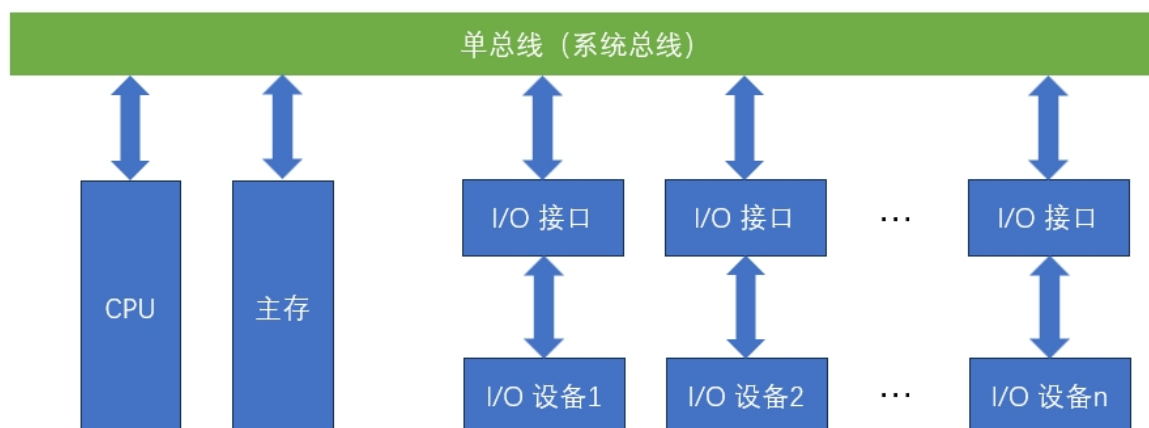 单总线（系统总线）
I/O 接口 I/O 接口 … I/O 接口
CPU 主存
I/O 设备1 I/O 设备2 … I/O 设备n